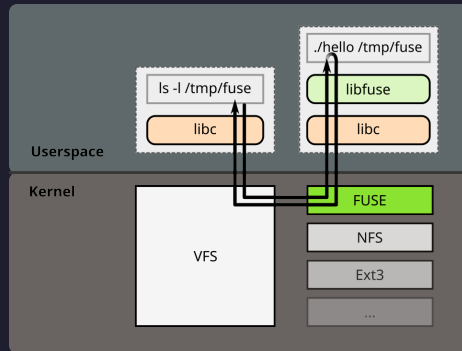 ./hello /tmp/fuse
ls -l /tmp/fuse
libfuse
libc
libc
Userspace
Kernel
FUSE
NFS
VFS
Ext3
...